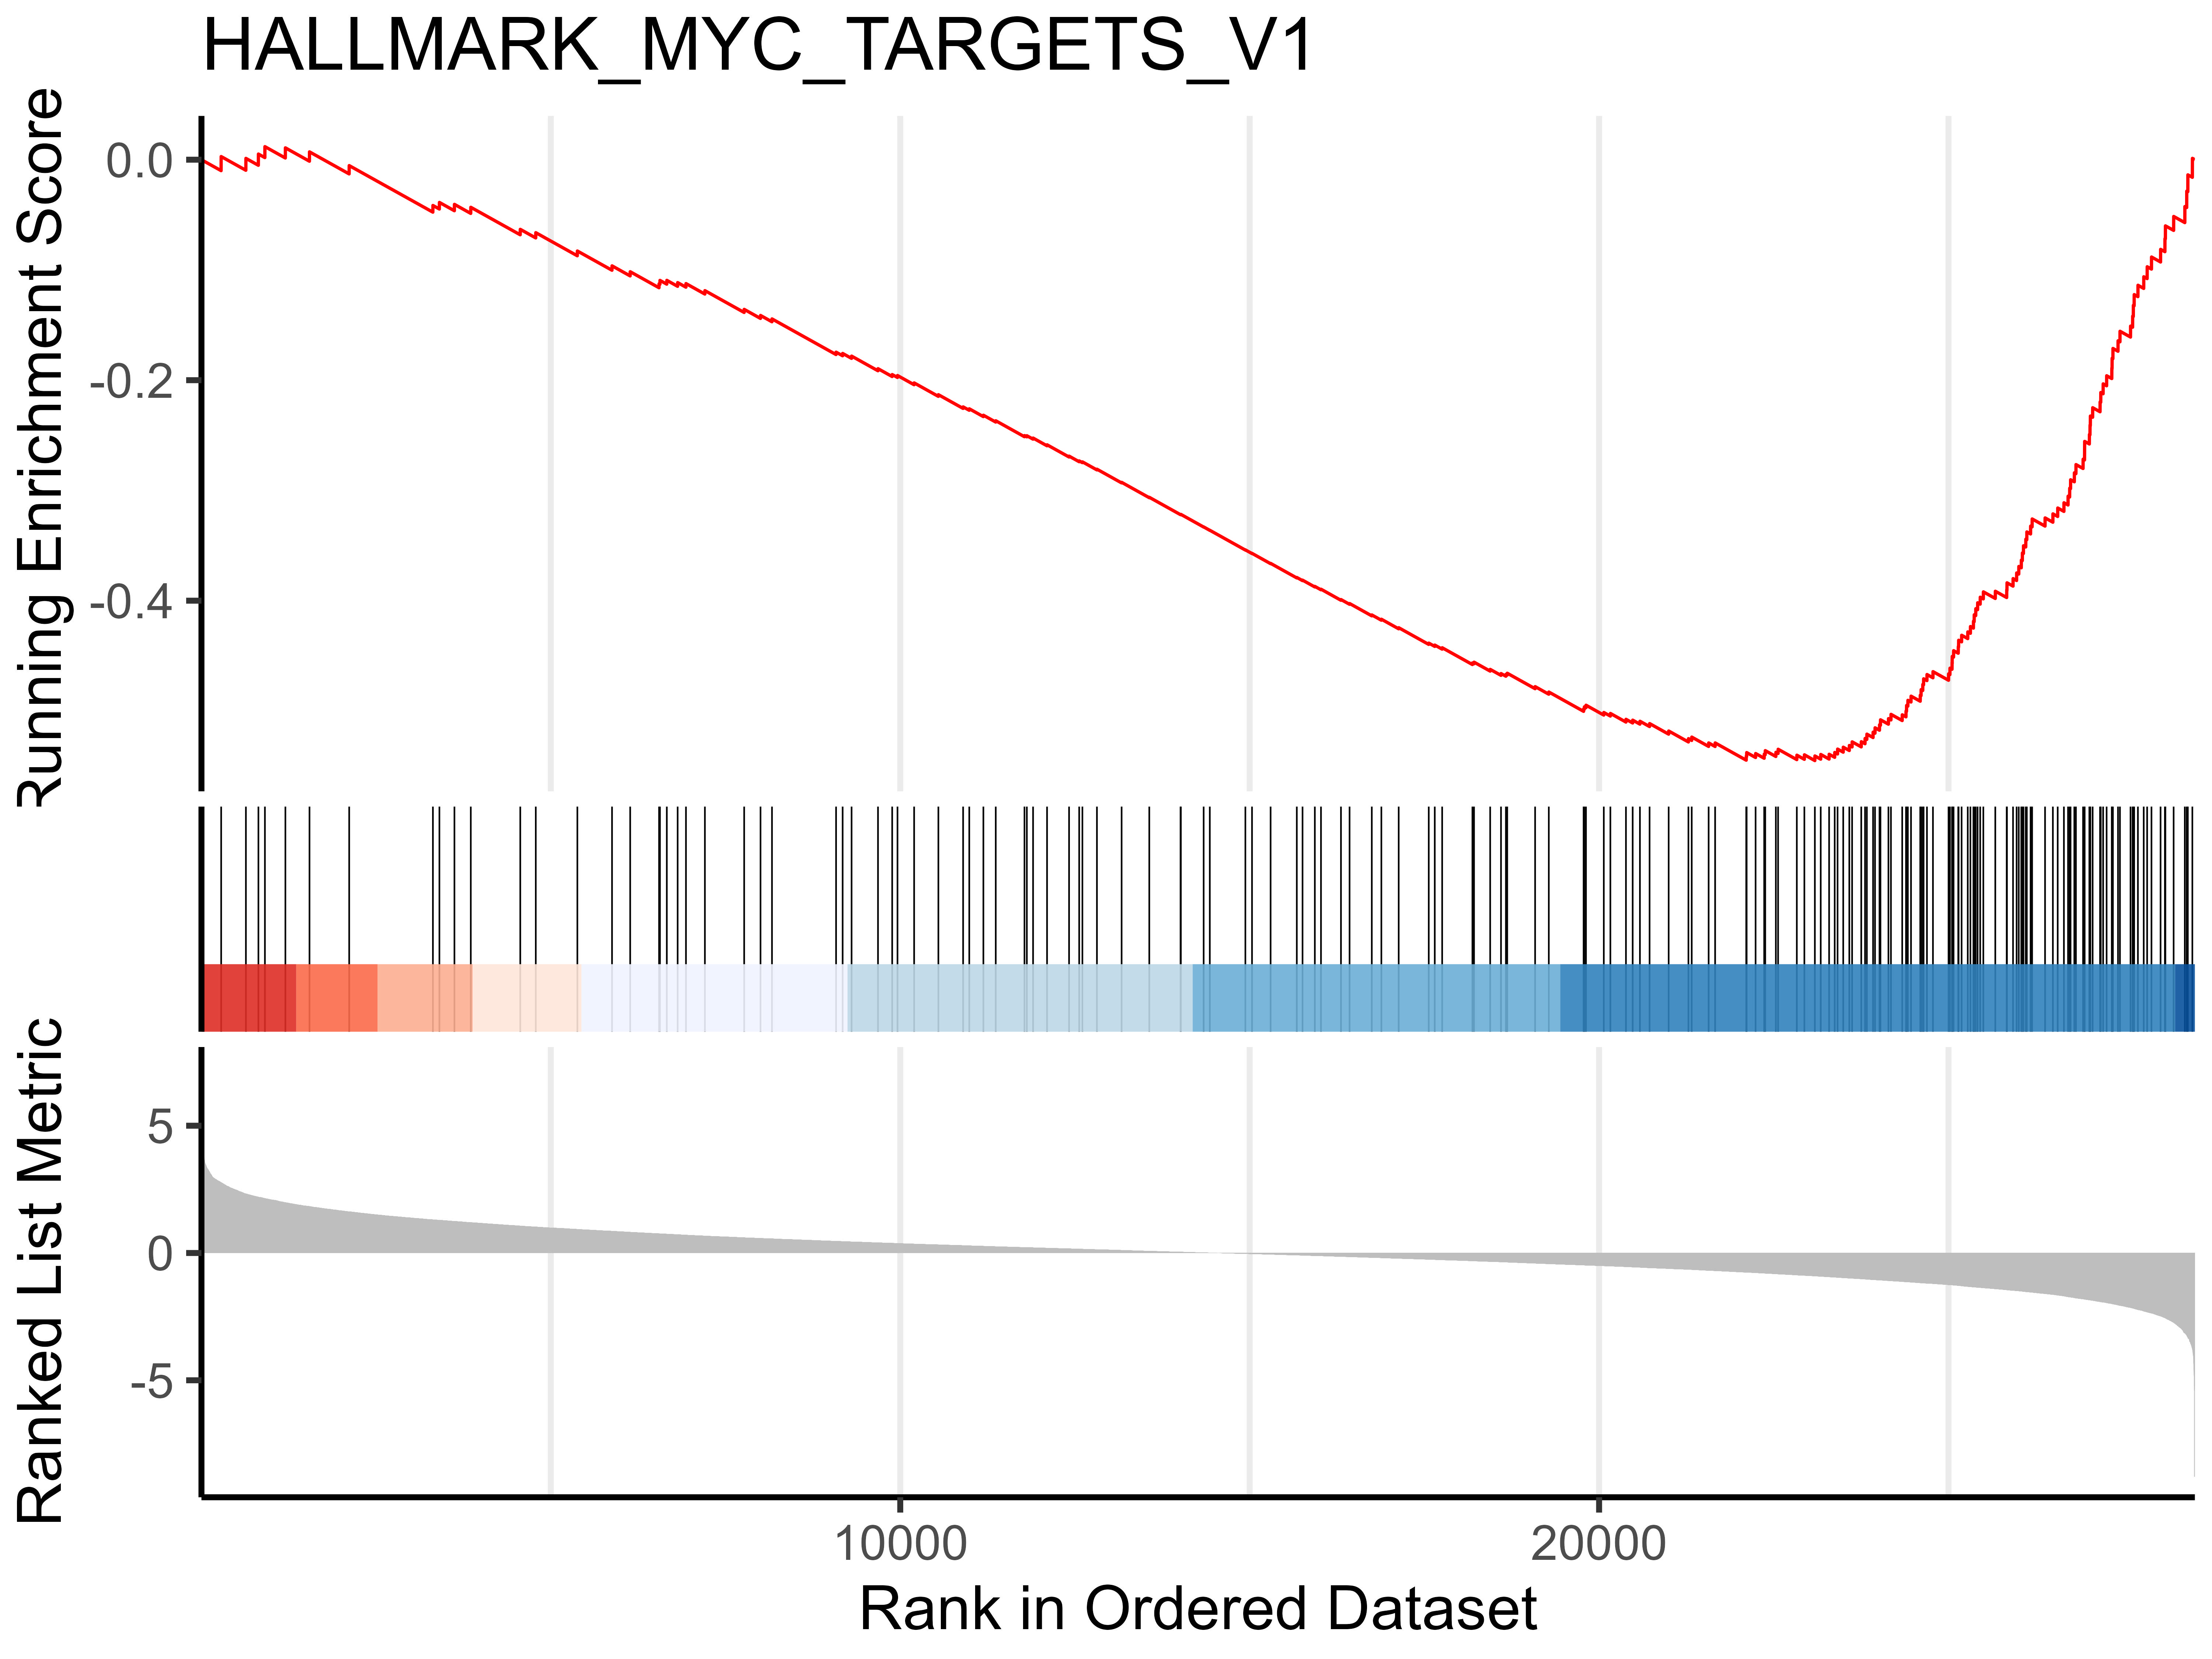 HALLMARK_MYC_TARGETS_V1
Running Enrichment Score
0.0
-0.2
-0.4
Ranked List Metric
5
0
-5
10000
20000
Rank in Ordered Dataset